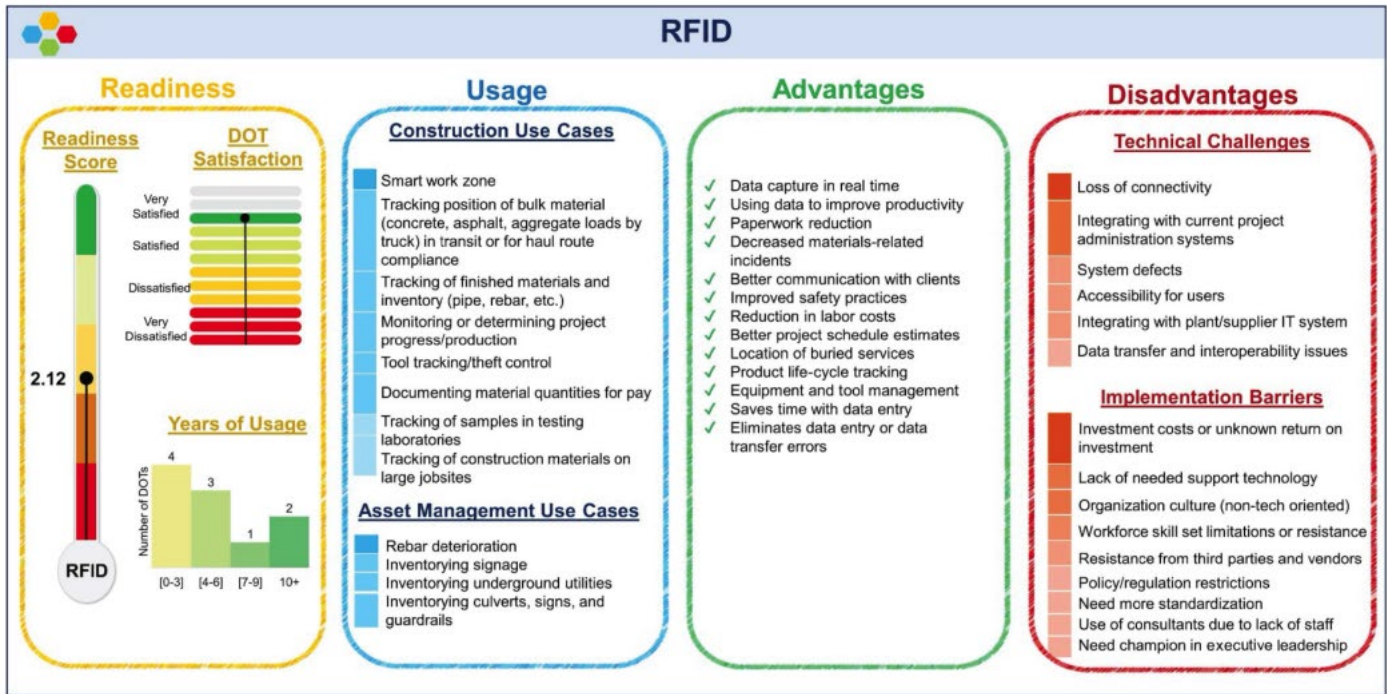 RFID
Readiness
Readiness
Score
2.12
RFID
DOT
Satisfaction
Very
Satisfied
Satisfied
Dissatisfied
Very
Dissatisfied
Years of Usage
Number of DOTs
4
3
1
2
[0-3]
[4-6]
[7-9]
10+
Usage
Construction Use Cases
Smart work zone
Tracking position of bulk material
(concrete, asphalt, aggregate loads by
truck) in transit or for haul route
compliance
Tracking of finished materials and
inventory (pipe, rebar, etc.)
Monitoring or determining project
progress/production
Tool tracking/theft control
Documenting material quantities for pay
Tracking of samples in testing
laboratories
Tracking of construction materials on
large jobsites
Asset Management Use Cases
Rebar deterioration
Inventorying signage
Inventorying underground utilities
Inventorying culverts, signs, and
guardrails
Advantages
✓ Data capture in real time
✓ Using data to improve productivity
✓ Paperwork reduction
✓ Decreased materials-related
incidents
✓ Better communication with clients
✓ Improved safety practices
✓ Reduction in labor costs
✓ Better project schedule estimates
✓ Location of buried services
✓ Product life-cycle tracking
✓ Equipment and tool management
✓ Saves time with data entry
✓ Eliminates data entry or data
transfer errors
Disadvantages
Technical Challenges
Loss of connectivity
Integrating with current project
administration systems
System defects
Accessibility for users
Integrating with plant/supplier IT system
Data transfer and interoperability issues
Implementation Barriers
Investment costs or unknown return on
investment
Lack of needed support technology
Organization culture (non-tech oriented)
Workforce skill set limitations or resistance
Resistance from third parties and vendors
Policy/regulation restrictions
Need more standardization
Use of consultants due to lack of staff
Need champion in executive leadership